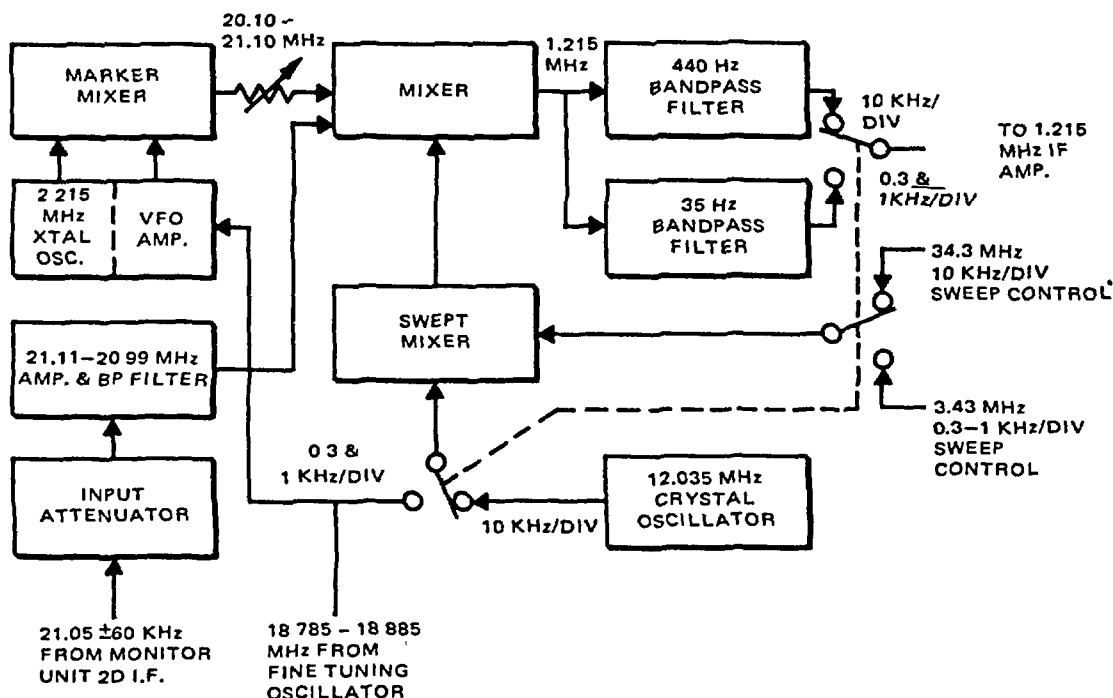 20.10 –
21.10 MHz
MARKER
MIXER
MIXER
1.215
MHz
440 Hz
BANDPASS
FILTER
10 KHz/
DIV
TO 1.215
MHz IF
AMP.
0.3 &
1KHz/DIV
2 215
MHz
XTAL
OSC.
VFO
AMP.
35 Hz
BANDPASS
FILTER
34.3 MHz
10 KHz/DIV
SWEEP CONTROL
SWEPT
MIXER
21.11–20 99 MHz
AMP. & BP FILTER
3.43 MHz
0.3–1 KHz/DIV
SWEEP
CONTROL
0 3 &
1 KHz/DIV
INPUT
ATTENUATOR
10 KHz/DIV
12.035 MHz
CRYSTAL
OSCILLATOR
21.05 ±60 KHz
FROM MONITOR
UNIT 2D I.F.
18 785 – 18 885
MHz FROM
FINE TUNING
OSCILLATOR